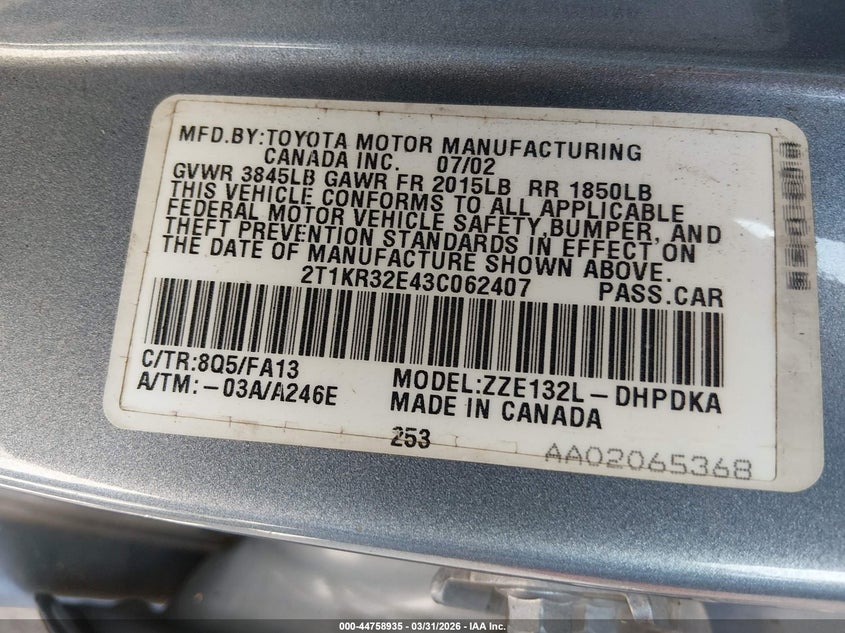 MFD.BY:TOYOTA MOTOR MANUFACTURING
CANADA INC. 07/02
GVWR 3845LB GAWR FR 2015LB RR 1850LB
THIS VEHICLE CONFORMS TO ALL APPLICABLE
FEDERAL MOTOR VEHICLE SAFETY,BUMPER, AND
THEFT PREVENTION STANDARDS IN EFFECT ON
THE DATE OF MANUFACTURE SHOWN ABOVE.
2T1KR32E43C062407 PASS.CAR
C/TR:8Q5/FA13 MODEL:ZZE132L-DHPDKA
A/TM:-03A/A246E MADE IN CANADA
253
AA02065368
000-44758935 - 03/31/2026 - IAA Inc.